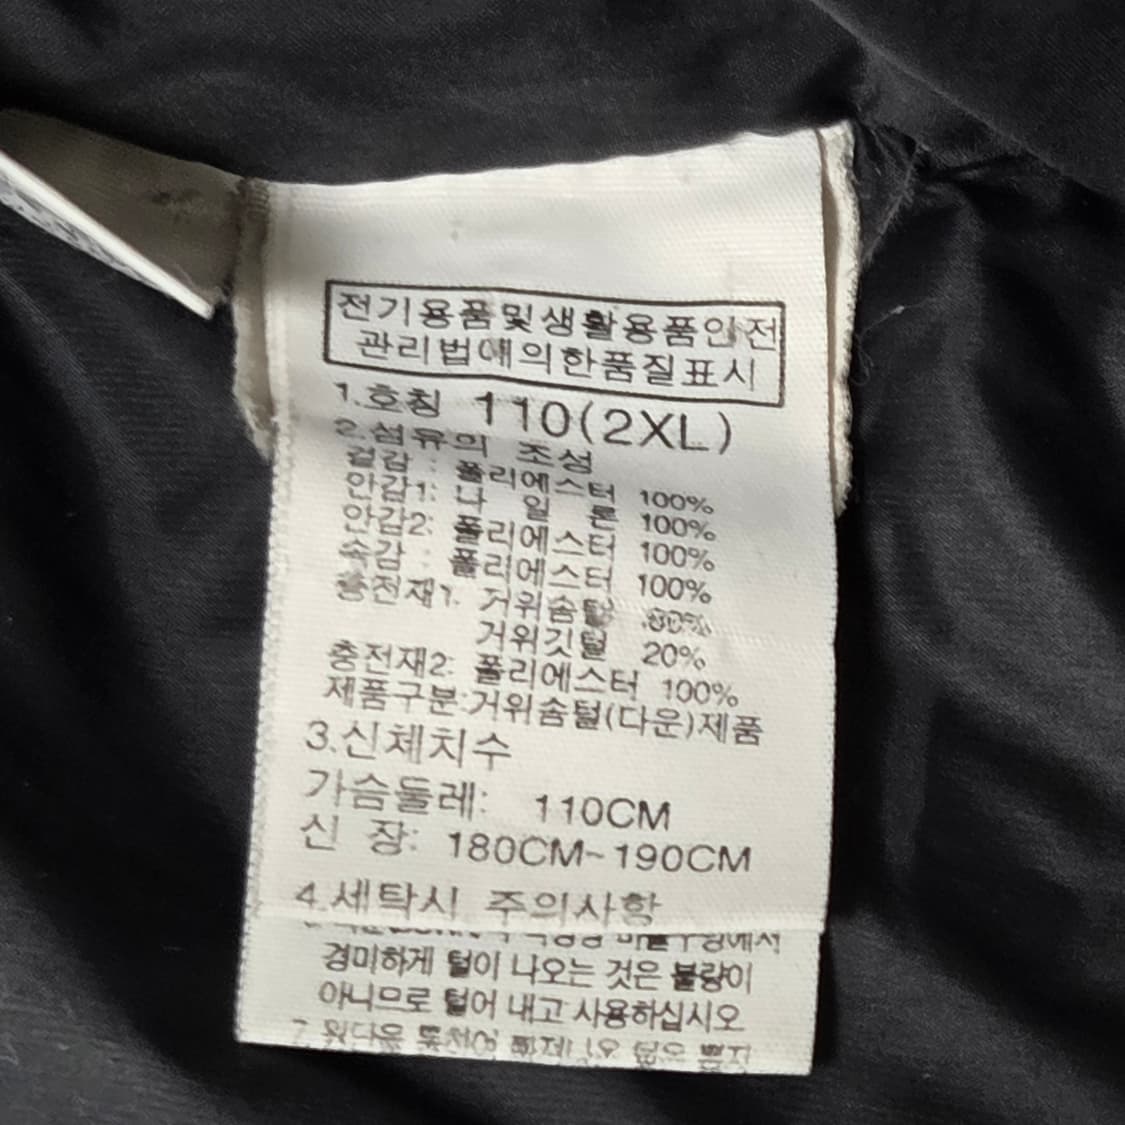 전기용품및생활용품안전
관리법에의한품질표시
1.호칭 110(2XL)
2.섬유의 조성
겉감 : 폴리에스터 100%
안감1: 나 일 론 100%
안감2: 폴리에스터 100%
속감 : 폴리에스터 100%
충전재1. 거위솜털 80%
거위깃털 20%
충전재2: 폴리에스터 100%
제품구분:거위솜털(다운)제품
3.신체치수
가슴둘레: 110CM
신 장: 180CM~190CM
4.세탁시 주의사항
경미하게 털이 나오는 것은 불량이
아니므로 털어 내고 사용하십시오
7.